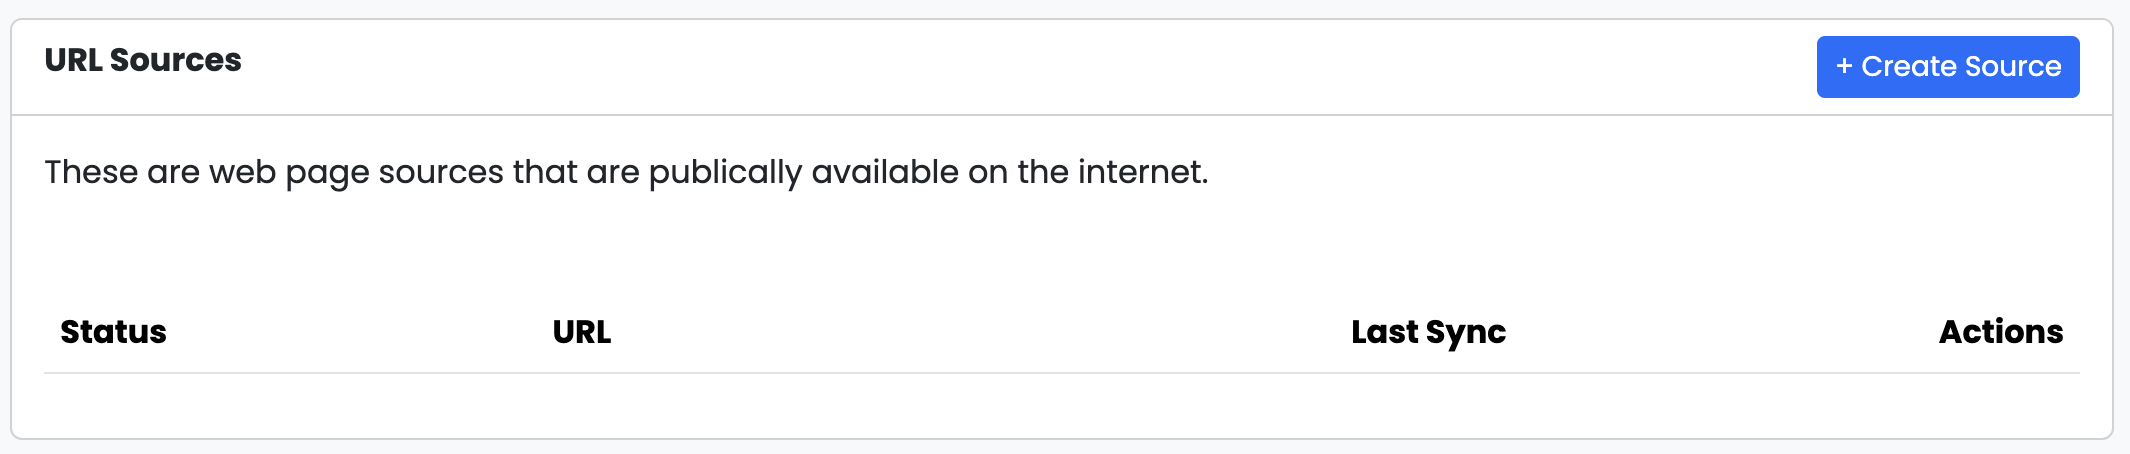 URL Sources
+ Create Source
These are web page sources that are publically available on the internet.
Status URL Last Sync Actions